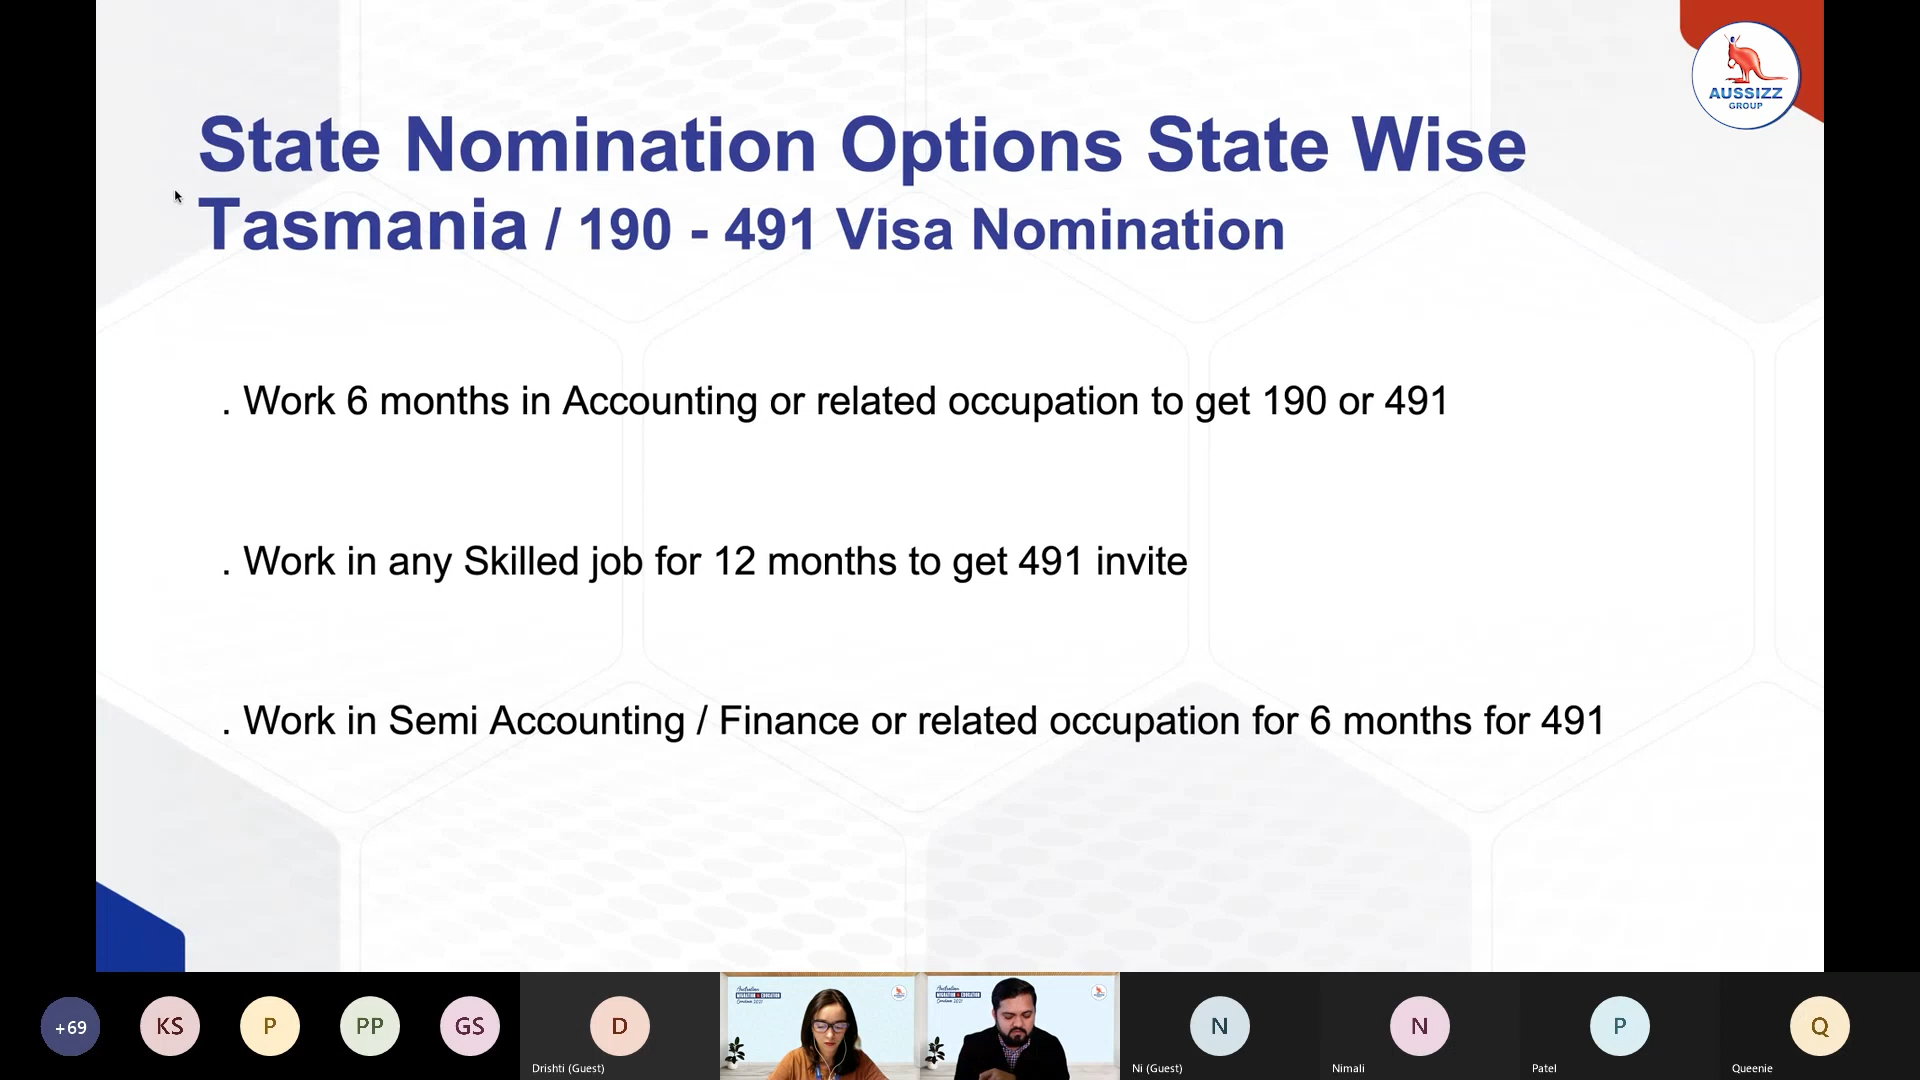 AUSSIZZ
GROUP
State Nomination Options State Wise
Tasmania / 190 - 491 Visa Nomination
. Work 6 months in Accounting or related occupation to get 190 or 491
. Work in any Skilled job for 12 months to get 491 invite
. Work in Semi Accounting / Finance or related occupation for 6 months for 491
+69
KS
P
PP
GS
D
Drishti (Guest)
N
Ni (Guest)
N
Nimali
P
Patel
Q
Queenie